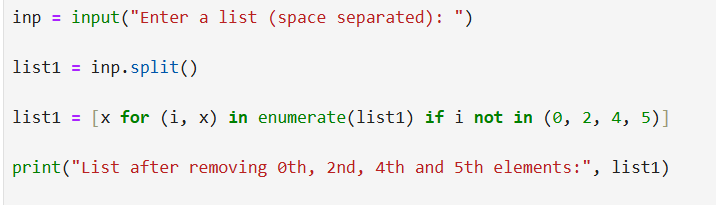 inp = input("Enter a list (space separated): ")
list1 = inp.split()
list1 = [x for (i, x) in enumerate(list1) if i not in (0, 2, 4, 5)]
print("List after removing 0th, 2nd, 4th and 5th elements:", list1)